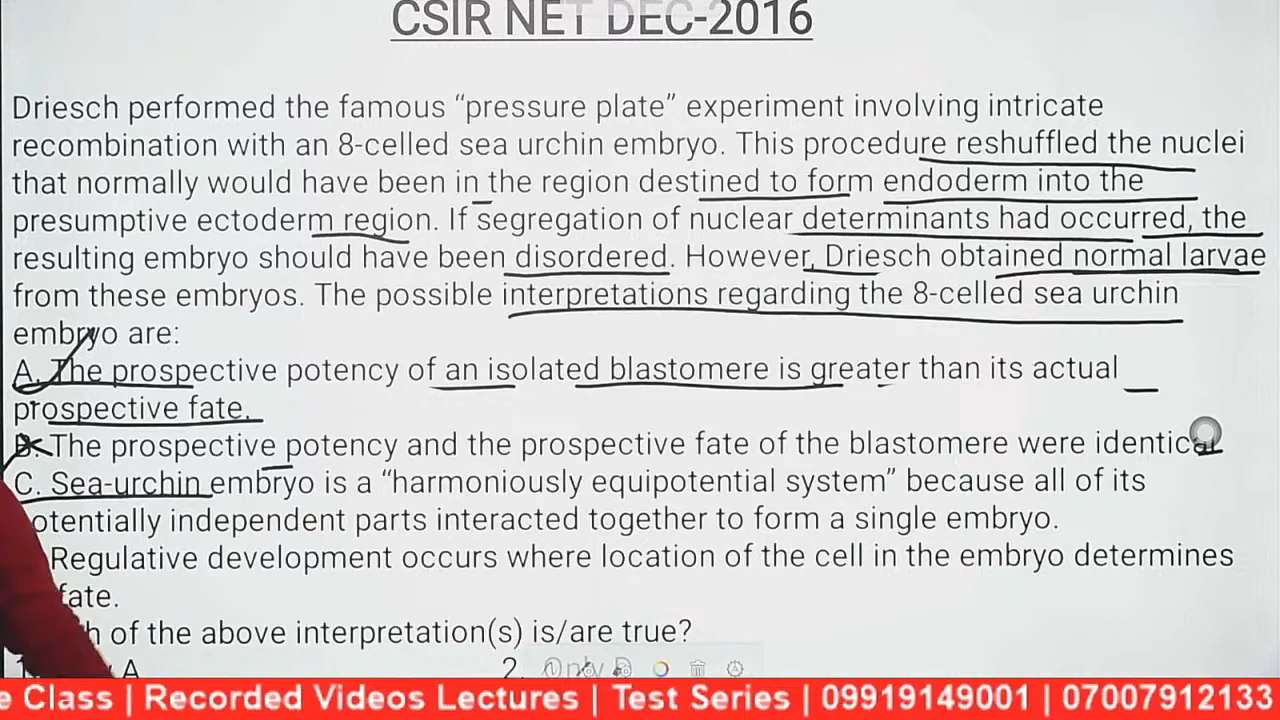 CSIR NET DEC-2016
Driesch performed the famous “pressure plate” experiment involving intricate
recombination with an 8-celled sea urchin embryo. This procedure reshuffled the nuclei
that normally would have been in the region destined to form endoderm into the
presumptive ectoderm region. If segregation of nuclear determinants had occurred, the
resulting embryo should have been disordered. However, Driesch obtained normal larvae
from these embryos. The possible interpretations regarding the 8-celled sea urchin
embryo are:
A. The prospective potency of an isolated blastomere is greater than its actual
prospective fate.
B. The prospective potency and the prospective fate of the blastomere were identical
C. Sea-urchin embryo is a “harmoniously equipotential system” because all of its
otentially independent parts interacted together to form a single embryo.
Regulative development occurs where location of the cell in the embryo determines
fate.
h of the above interpretation(s) is/are true?
1. A
2. Only
e Class | Recorded Videos Lectures | Test Series | 09919149001 | 07007912133